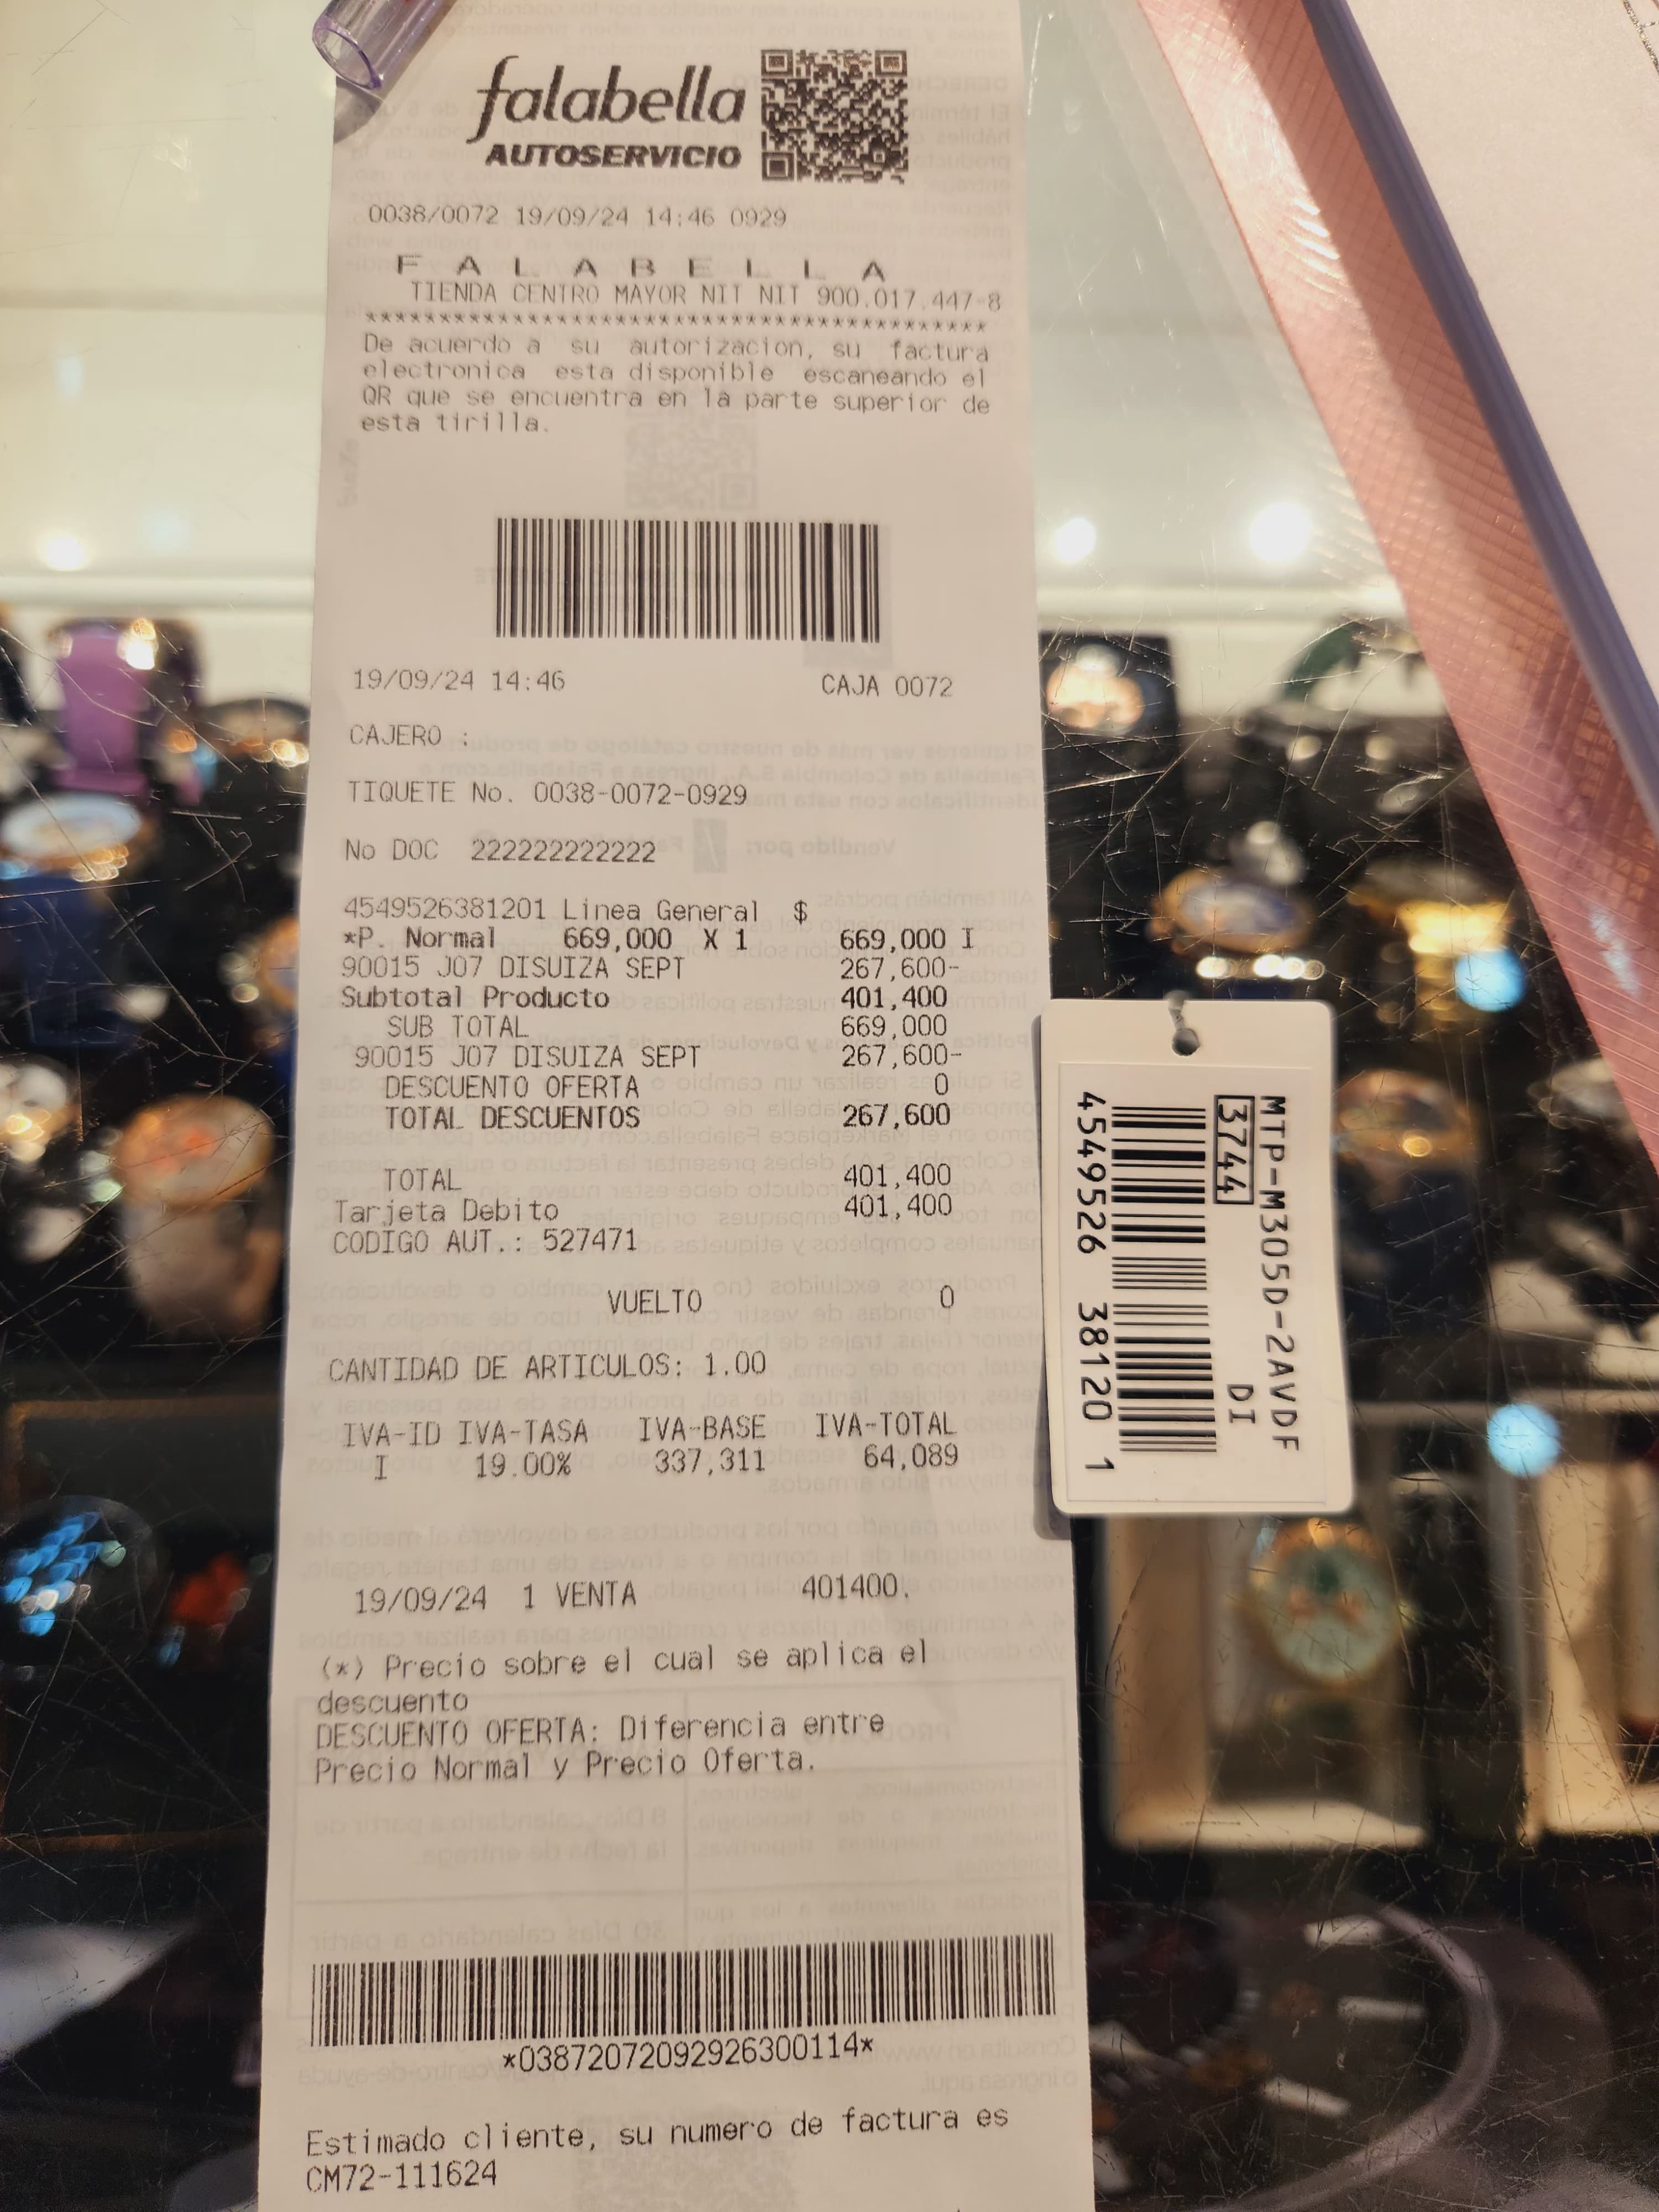 falabella
AUTOSERVICIO
0038/0072 19/09/24 14:46 0929
F A L A B E L L A
TIENDA CENTRO MAYOR NIT NIT 900.017.447-8
******************************************
De acuerdo a su autorizacion, su factura
electronica esta disponible escaneando el
QR que se encuentra en la parte superior de
esta tirilla.
19/09/24 14:46 CAJA 0072
CAJERO :
TIQUETE No. 0038-0072-0929
No DOC 222222222222
4549526381201 Linea General $
*P. Normal 669,000 X 1 669,000 I
90015 J07 DISUIZA SEPT 267,600-
Subtotal Producto 401,400
SUB TOTAL 669,000
90015 J07 DISUIZA SEPT 267,600-
DESCUENTO OFERTA 0
TOTAL DESCUENTOS 267,600
TOTAL 401,400
Tarjeta Debito 401,400
CODIGO AUT.: 527471
VUELTO 0
CANTIDAD DE ARTICULOS: 1.00
IVA-ID IVA-TASA IVA-BASE IVA-TOTAL
I 19.00% 337,311 64,089
19/09/24 1 VENTA 401400.
(*) Precio sobre el cual se aplica el
descuento
DESCUENTO OFERTA: Diferencia entre
Precio Normal y Precio Oferta.
*03872072092926300114*
Estimado cliente, su numero de factura es
CM72-111624
MTP-M305D-2AVDF
3744 DI
4549526 38120 1